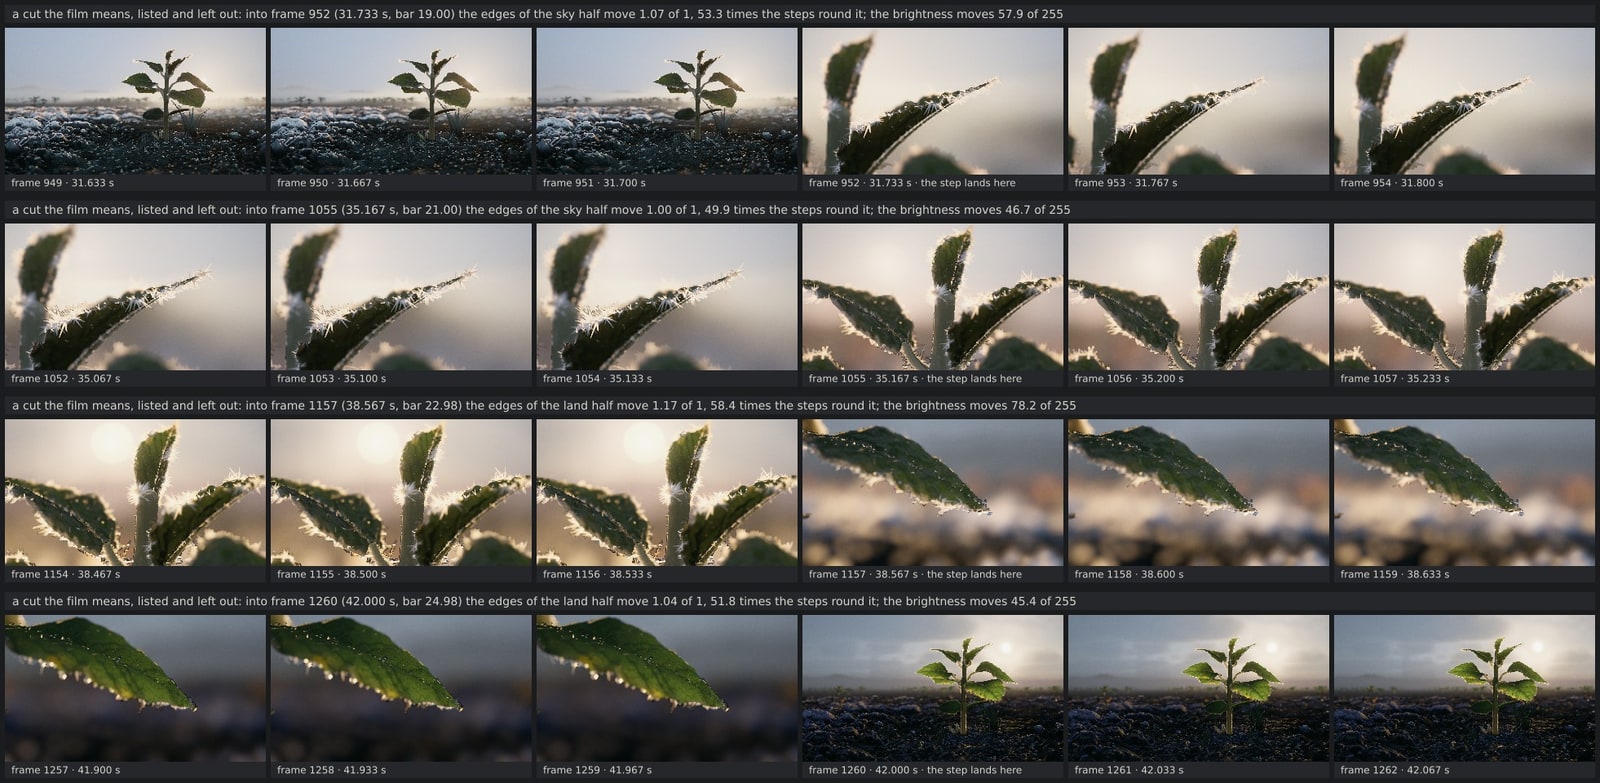 a cut the film means, listed and left out: into frame 952 (31.733 s, bar 19.00) the edges of the sky half move 1.07 of 1, 53.3 times the steps round it; the brightness moves 57.9 of 255
frame 949 · 31.633 s
frame 950 · 31.667 s
frame 951 · 31.700 s
frame 952 · 31.733 s · the step lands here
frame 953 · 31.767 s
frame 954 · 31.800 s
a cut the film means, listed and left out: into frame 1055 (35.167 s, bar 21.00) the edges of the sky half move 1.00 of 1, 49.9 times the steps round it; the brightness moves 46.7 of 255
frame 1052 · 35.067 s
frame 1053 · 35.100 s
frame 1054 · 35.133 s
frame 1055 · 35.167 s · the step lands here
frame 1056 · 35.200 s
frame 1057 · 35.233 s
a cut the film means, listed and left out: into frame 1157 (38.567 s, bar 22.98) the edges of the land half move 1.17 of 1, 58.4 times the steps round it; the brightness moves 78.2 of 255
frame 1154 · 38.467 s
frame 1155 · 38.500 s
frame 1156 · 38.533 s
frame 1157 · 38.567 s · the step lands here
frame 1158 · 38.600 s
frame 1159 · 38.633 s
a cut the film means, listed and left out: into frame 1260 (42.000 s, bar 24.98) the edges of the land half move 1.04 of 1, 51.8 times the steps round it; the brightness moves 45.4 of 255
frame 1257 · 41.900 s
frame 1258 · 41.933 s
frame 1259 · 41.967 s
frame 1260 · 42.000 s · the step lands here
frame 1261 · 42.033 s
frame 1262 · 42.067 s